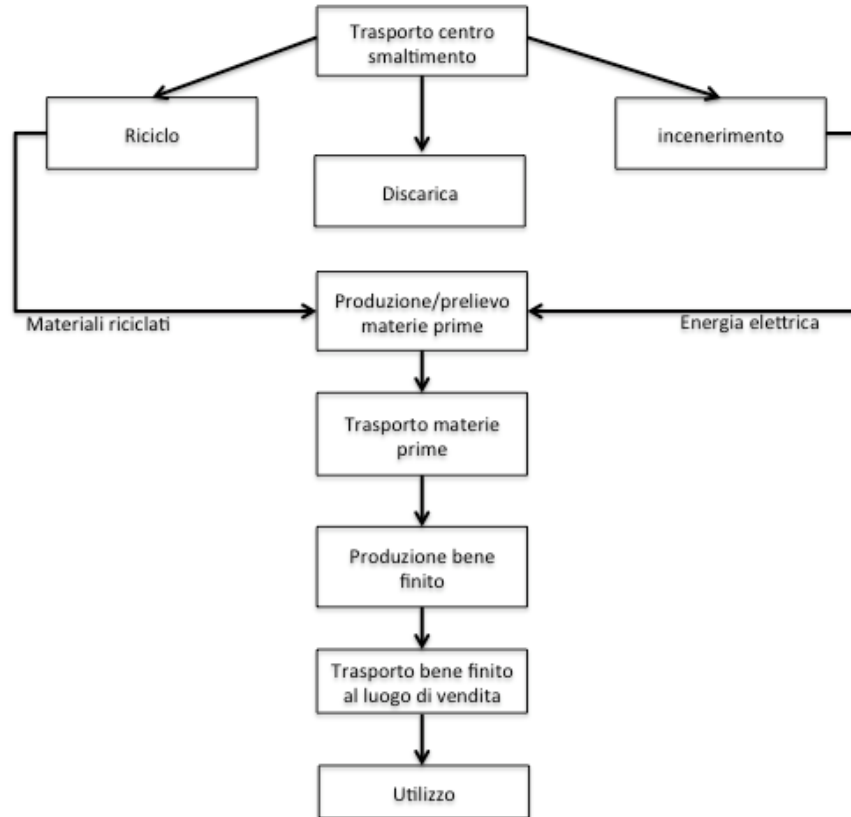 Trasporto centro
smaltimento
Riciclo
incenerimento
Discarica
Produzione/prelievo
materie prime
Materiali riciclati
Energia elettrica
Trasporto materie
prime
Produzione bene
finito
Trasporto bene finito
al luogo di vendita
Utilizzo